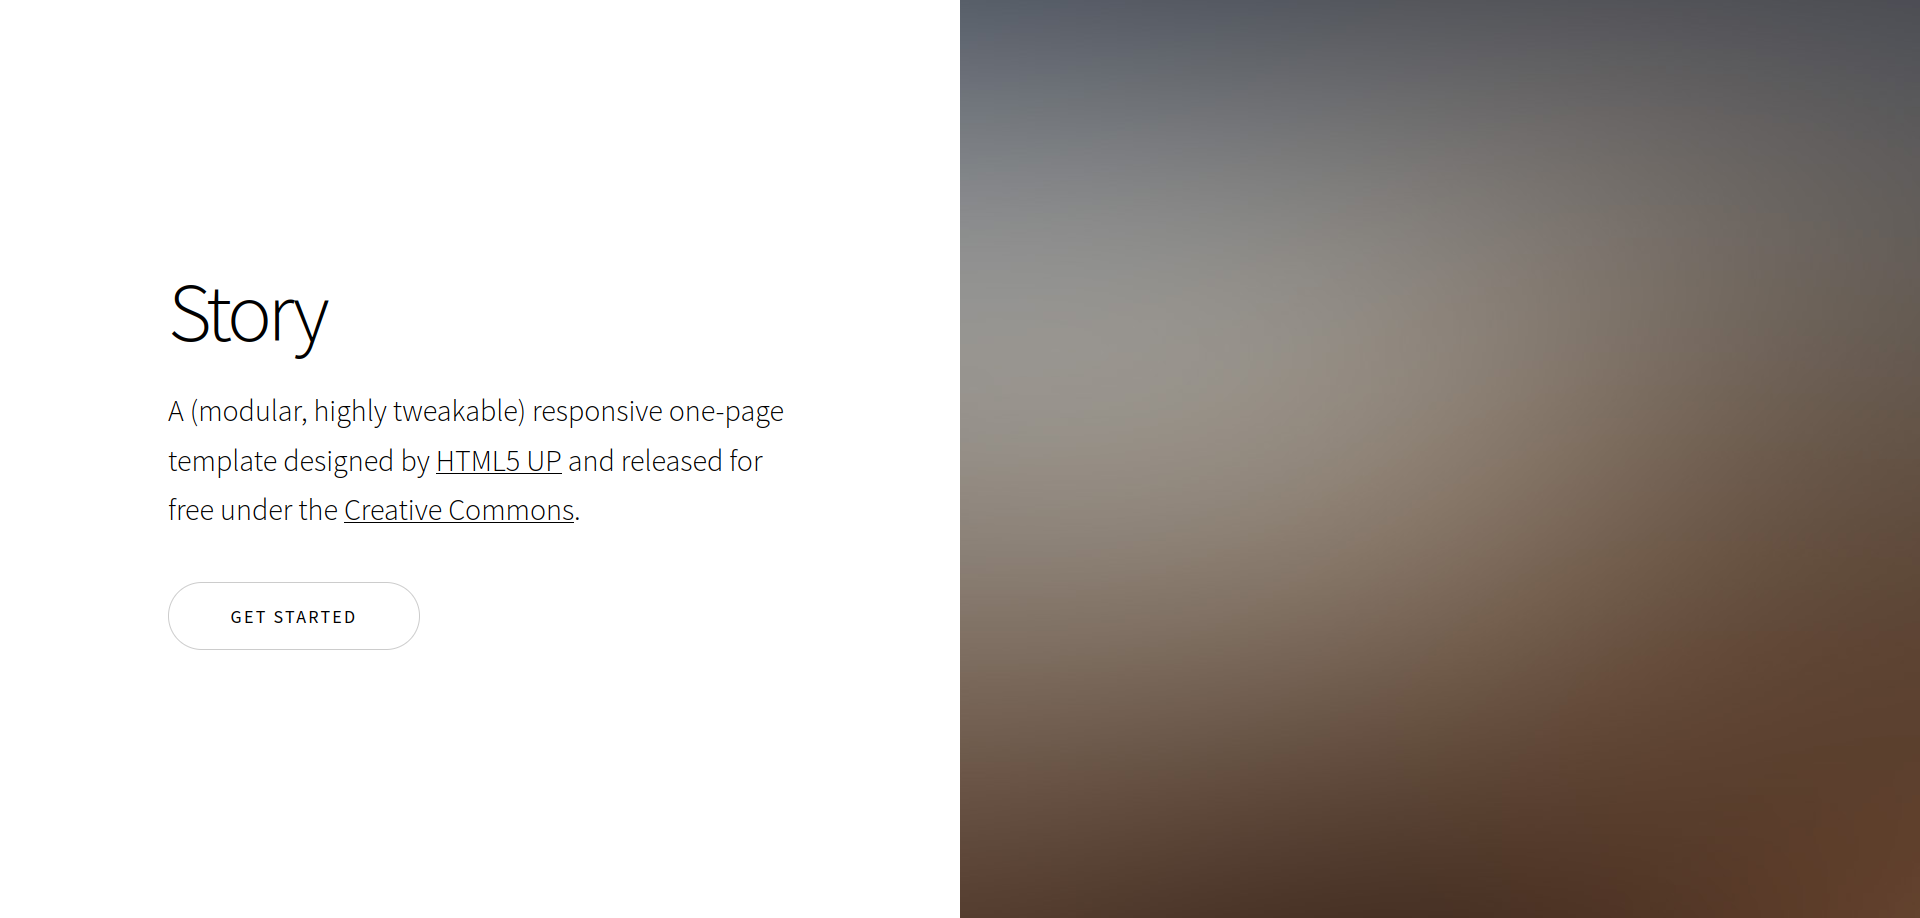 Story
A (modular, highly tweakable) responsive one-page
template designed by HTML5 UP and released for
free under the Creative Commons.
GET STARTED